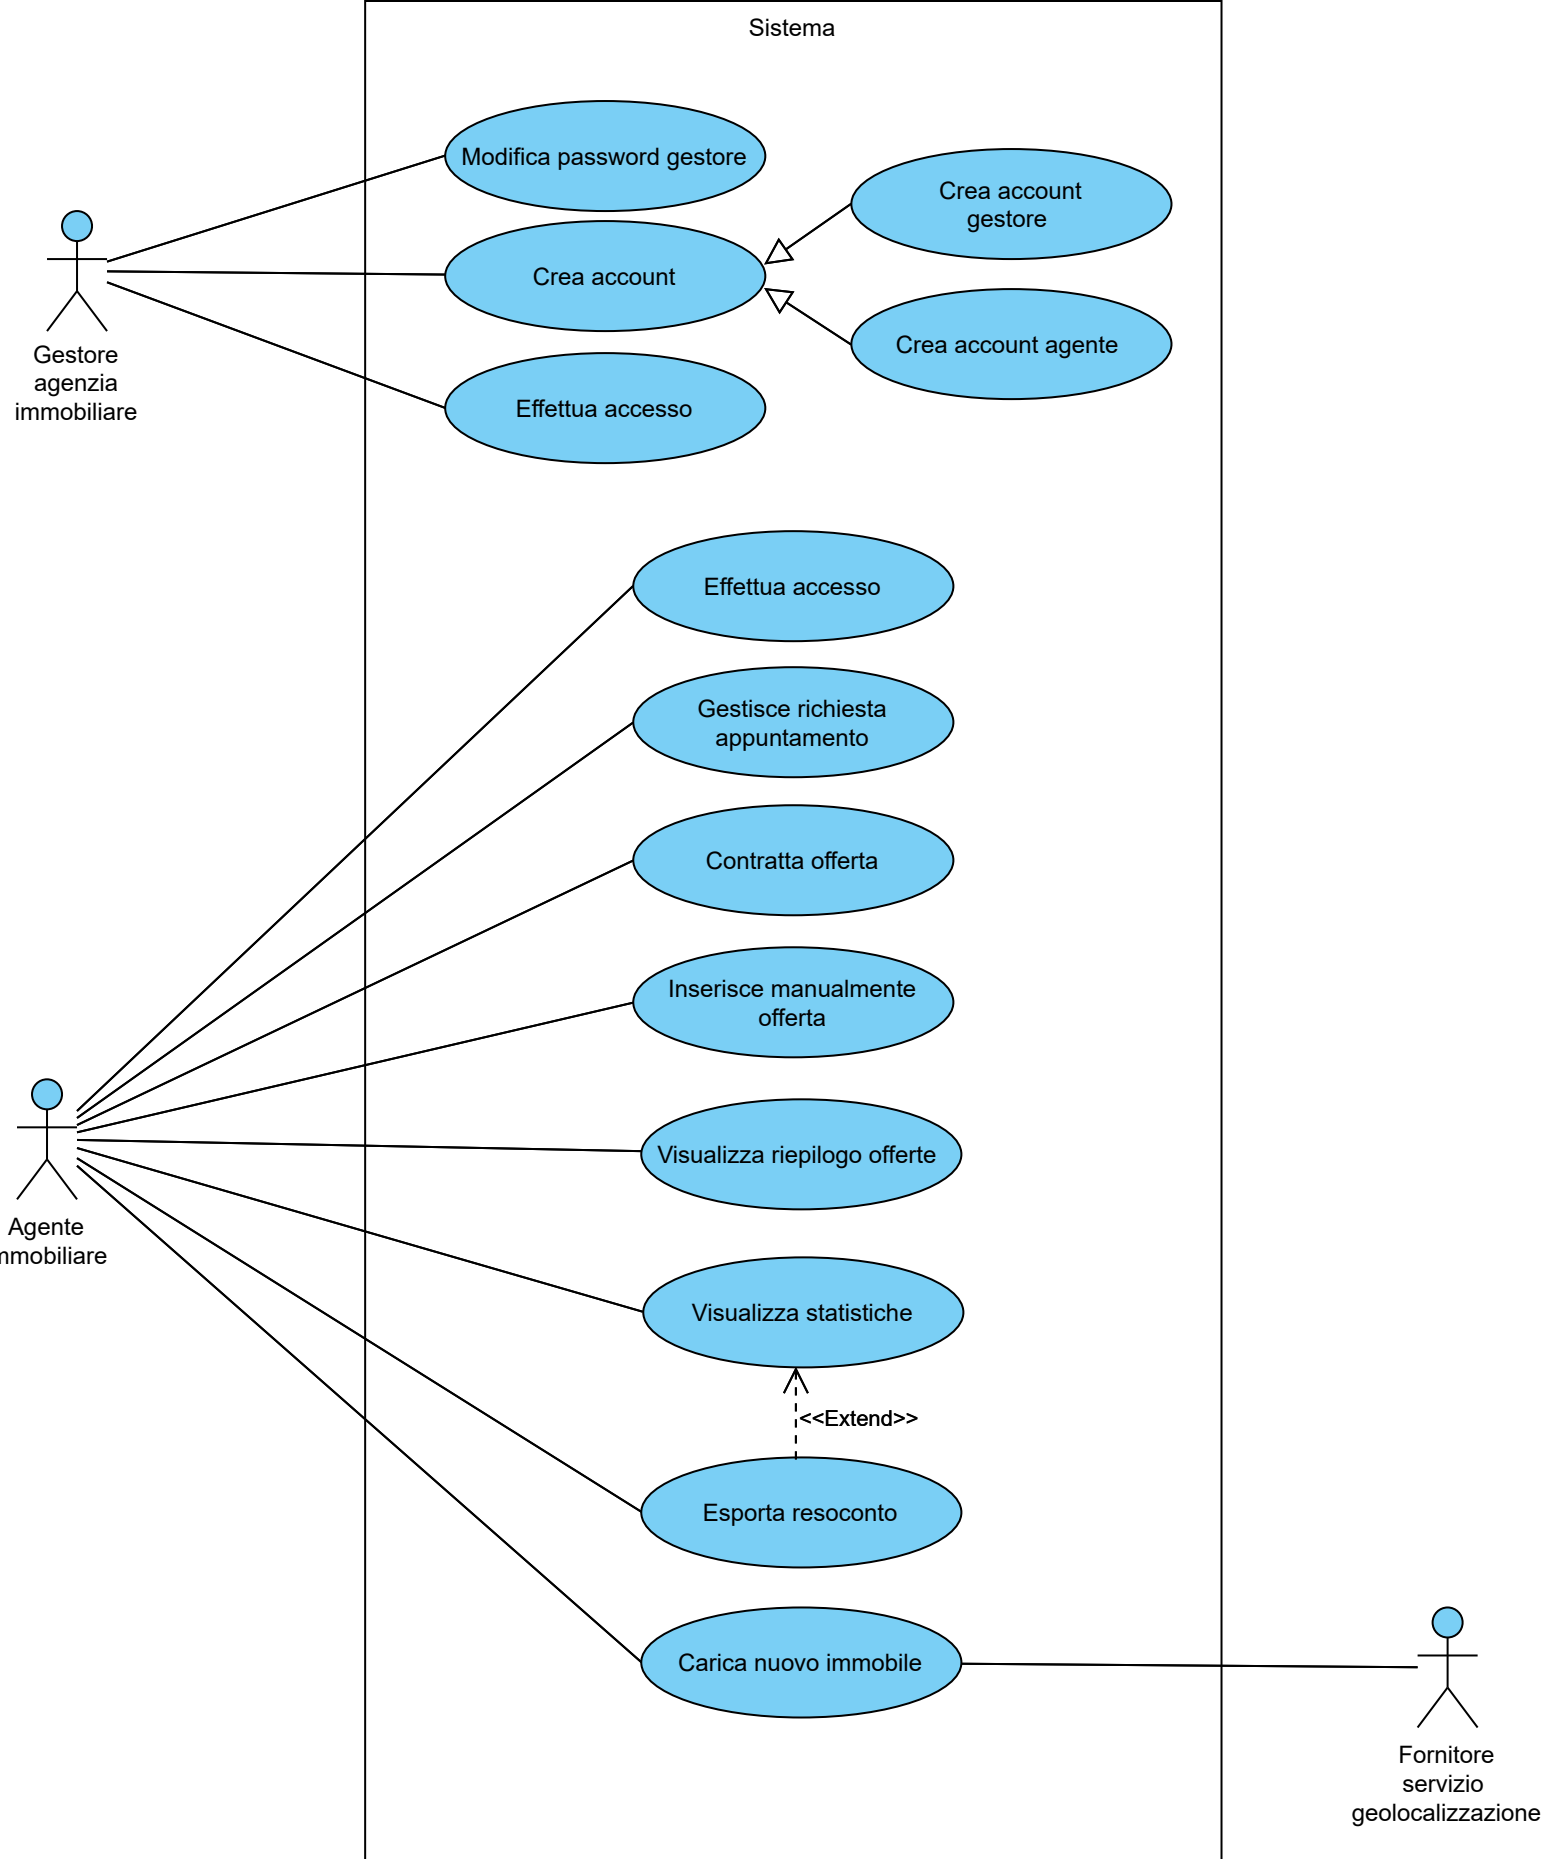 Sistema
Modifica password gestore
Crea account
gestore
Crea account
Crea account agente
Gestore
agenzia
immobiliare
Effettua accesso
Effettua accesso
Gestisce richiesta
appuntamento
Contratta offerta
Inserisce manualmente
offerta
Visualizza riepilogo offerte
Agente
mmobiliare
Visualizza statistiche
<<Extend>>
Esporta resoconto
Carica nuovo immobile
Fornitore
servizio
geolocalizzazione